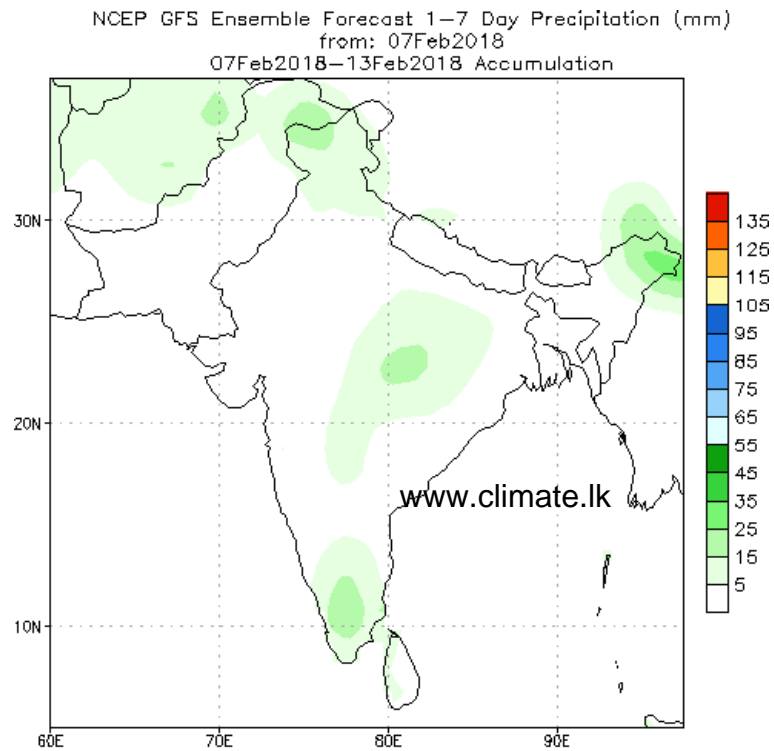 NCEP GFS Ensemble Forecast 1–7 Day Precipitation (mm)
from: 07Feb2018
07Feb2018–13Feb2018 Accumulation
30N
20N
10N
60E
70E
80E
90E
www.climate.lk
135
125
115
105
95
85
75
65
55
45
35
25
15
5